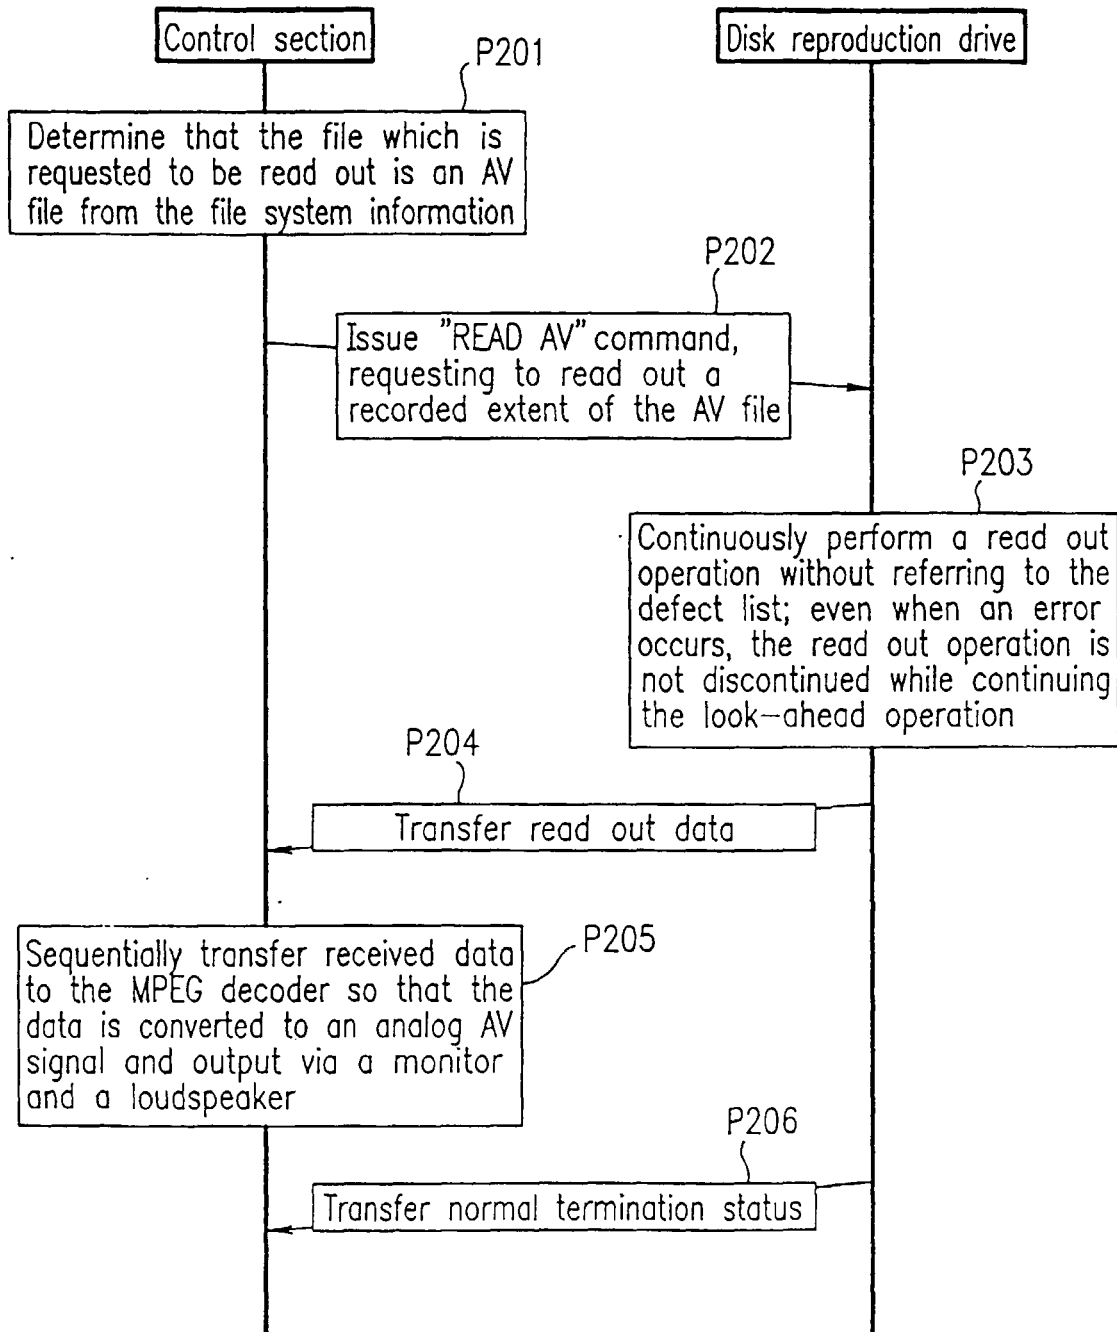 Control section
Disk reproduction drive
P201
Determine that the file which is
requested to be read out is an AV
file from the file system information
P202
Issue "READ AV" command,
requesting to read out a
recorded extent of the AV file
P203
Continuously perform a read out
operation without referring to the
defect list; even when an error
occurs, the read out operation is
not discontinued while continuing
the look-ahead operation
P204
Transfer read out data
P205
Sequentially transfer received data
to the MPEG decoder so that the
data is converted to an analog AV
signal and output via a monitor
and a loudspeaker
P206
Transfer normal termination status